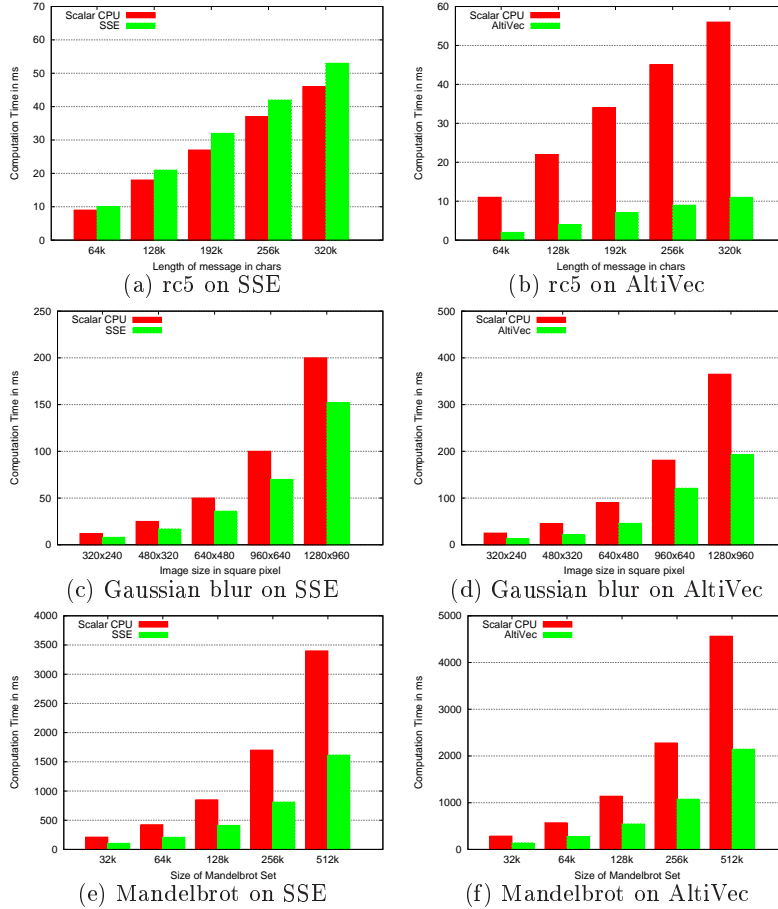 70
60
50
40
30
20
10
0
Computation Time in ms
Scalar CPU
SSE
64k 128k 192k 256k 320k
Length of message in chars
(a) rc5 on SSE
60
50
40
30
20
10
0
Computation Time in ms
Scalar CPU
AltiVec
64k 128k 192k 256k 320k
Length of message in chars
(b) rc5 on AltiVec
250
200
150
100
50
0
Computation Time in ms
Scalar CPU
SSE
320x240 480x320 640x480 960x640 1280x960
Image size in square pixel
(c) Gaussian blur on SSE
500
400
300
200
100
0
Computation Time in ms
Scalar CPU
AltiVec
320x240 480x320 640x480 960x640 1280x960
Image size in square pixel
(d) Gaussian blur on AltiVec
4000
3500
3000
2500
2000
1500
1000
500
0
Computation Time in ms
Scalar CPU
SSE
32k 64k 128k 256k 512k
Size of Mandelbrot Set
(e) Mandelbrot on SSE
5000
4000
3000
2000
1000
0
Computation Time in ms
Scalar CPU
AltiVec
32k 64k 128k 256k 512k
Size of Mandelbrot Set
(f) Mandelbrot on AltiVec